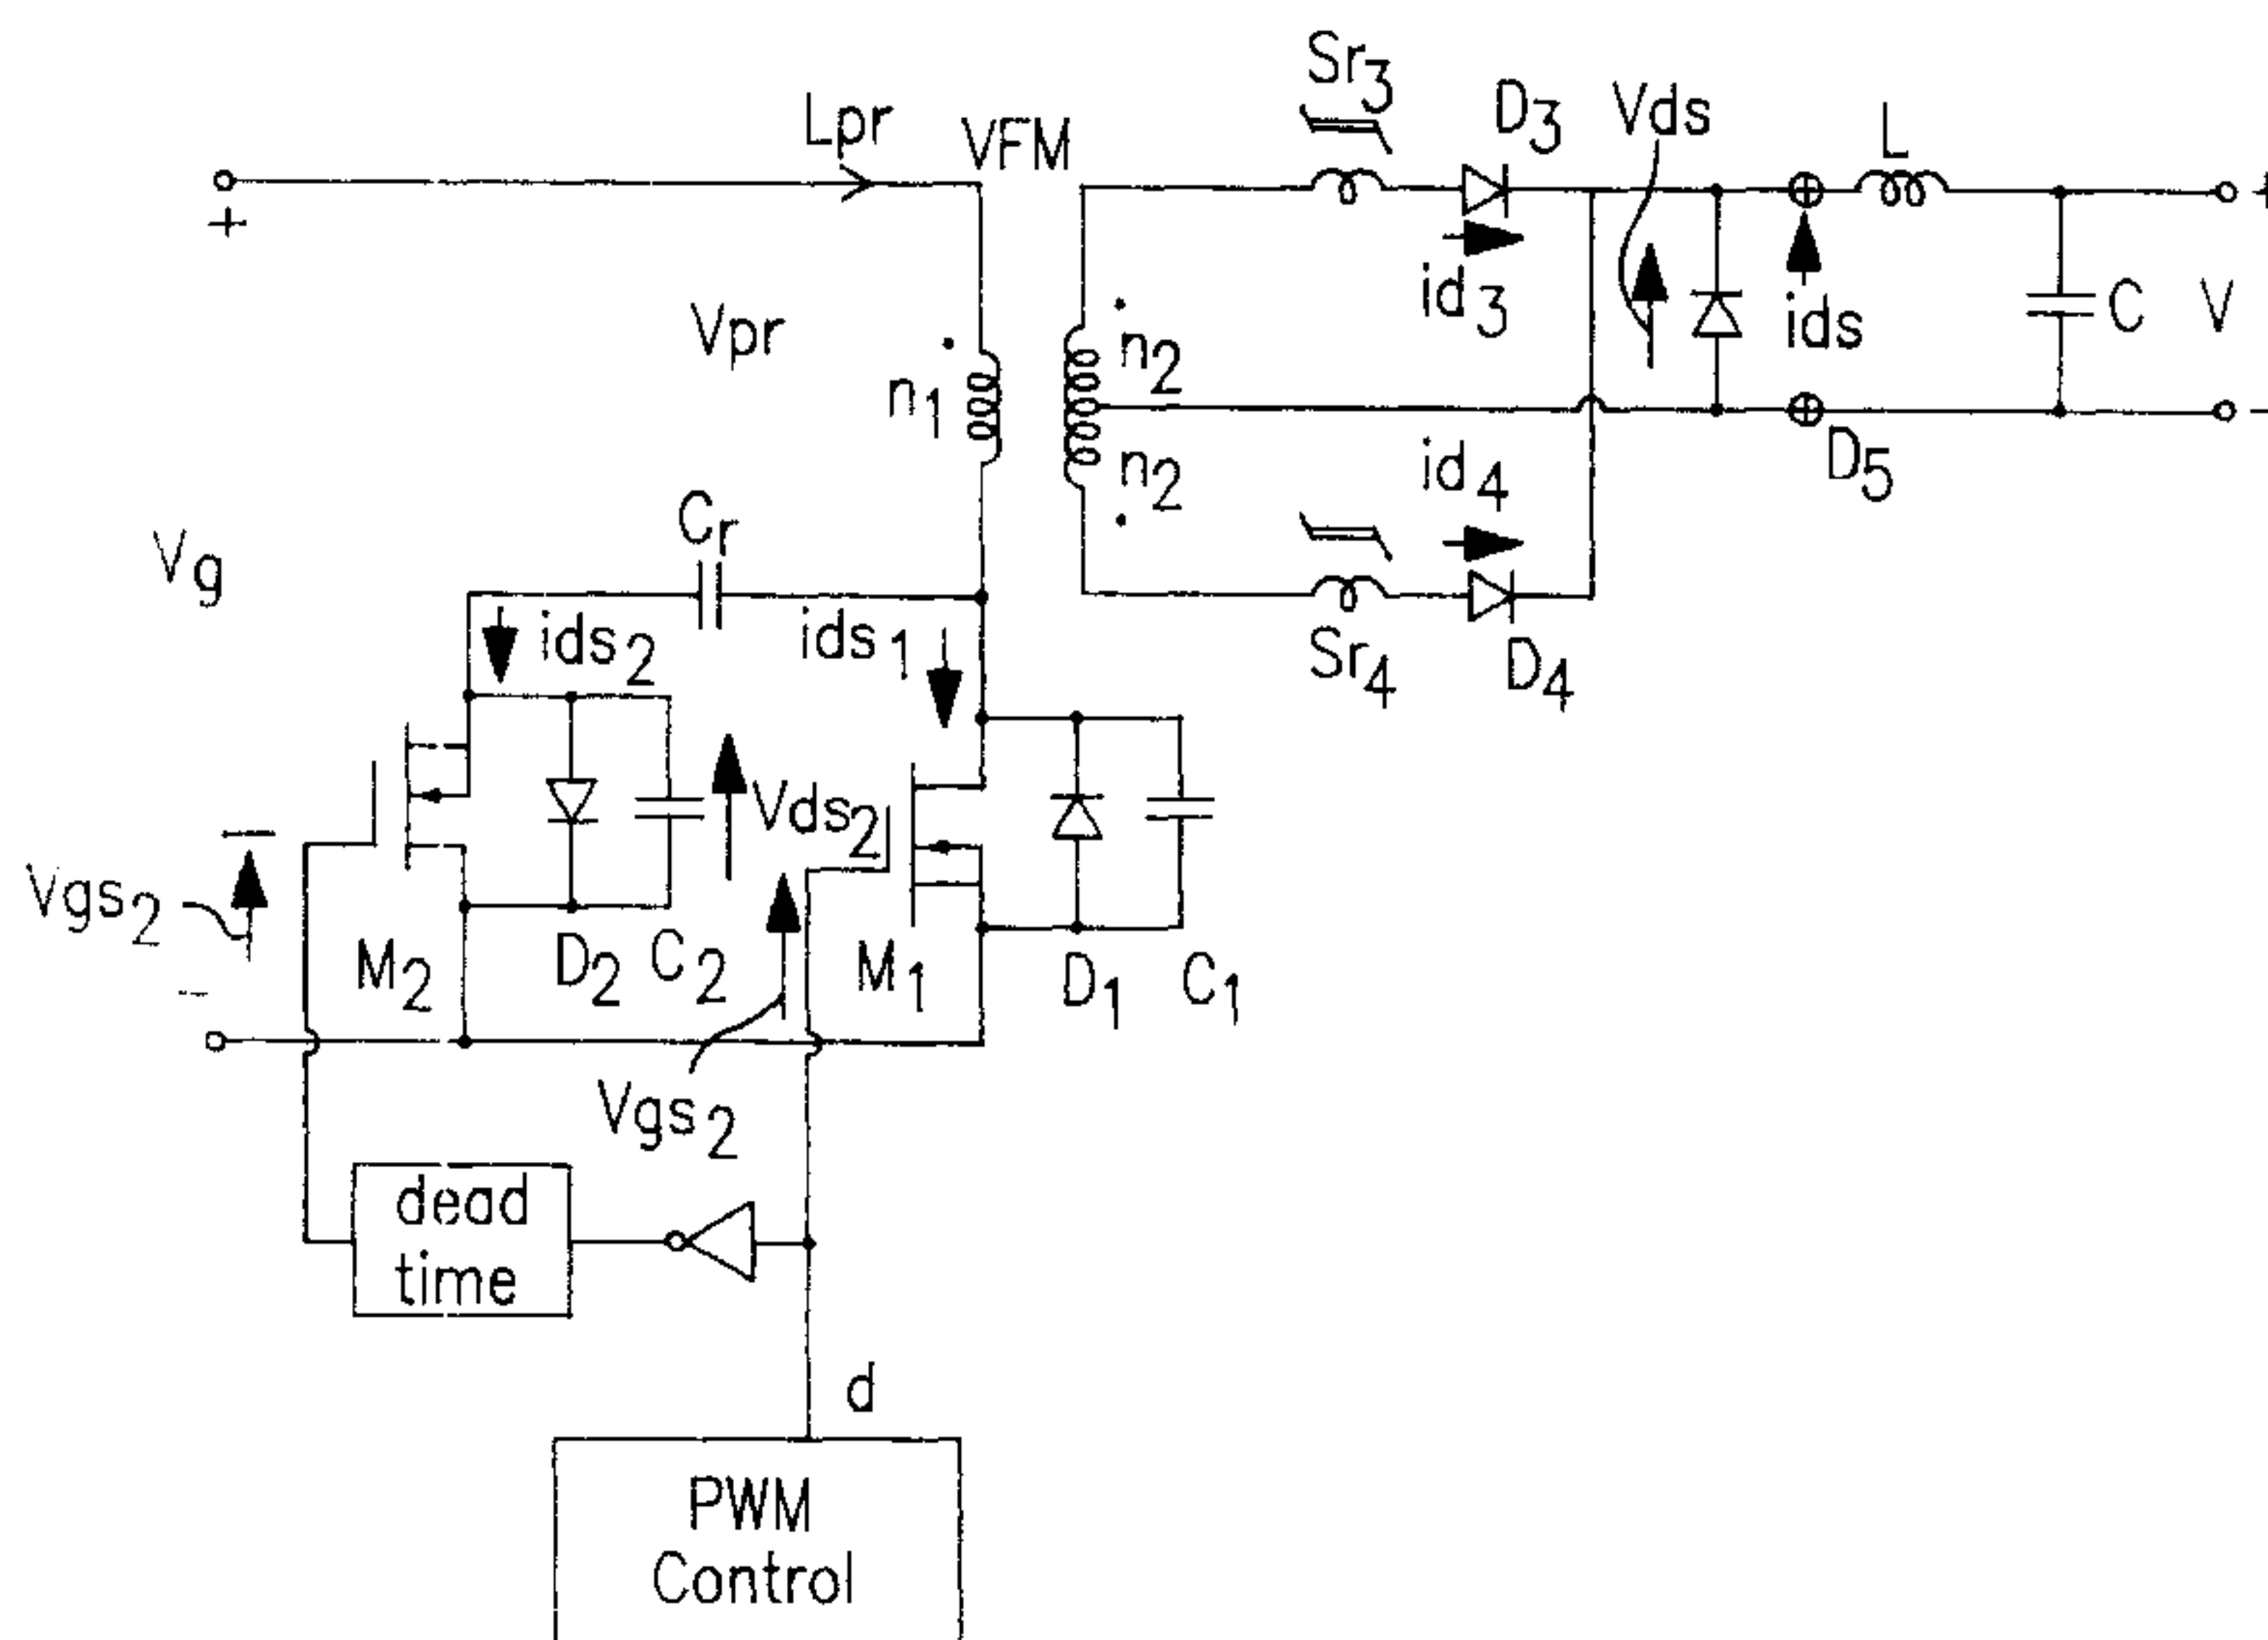 Sr3
D3
Vds
L
Lpr
VFM
+
+
id3
ids
C
V
Vpr
n1
n2
n2
id4
D5
-
Cr
Vg
ids2
ids1
Sr4
D4
Vds2
Vgs2
M2
D2
C2
M1
D1
C1
-
Vgs2
dead
time
d
PWM
Control